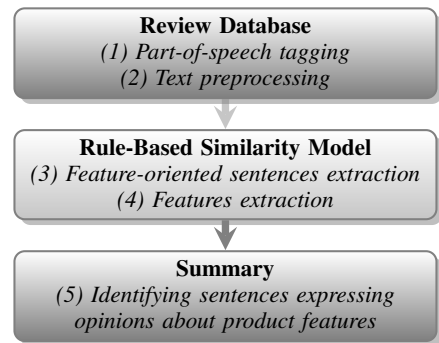 Review Database
(1) Part-of-speech tagging
(2) Text preprocessing
Rule-Based Similarity Model
(3) Feature-oriented sentences extraction
(4) Features extraction
Summary
(5) Identifying sentences expressing
opinions about product features